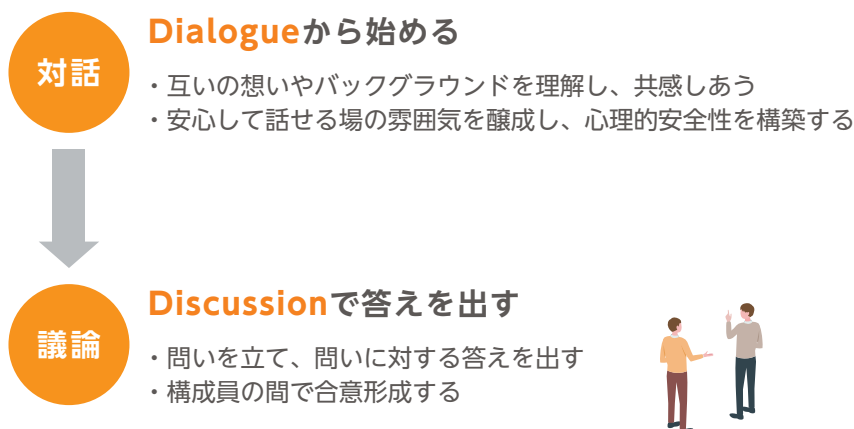 対話
Dialogueから始める
・互いの想いやバックグラウンドを理解し、共感しあう
・安心して話せる場の雰囲気を醸成し、心理的安全性を構築する
議論
Discussionで答えを出す
・問いを立て、問いに対する答えを出す
・構成員の間で合意形成する